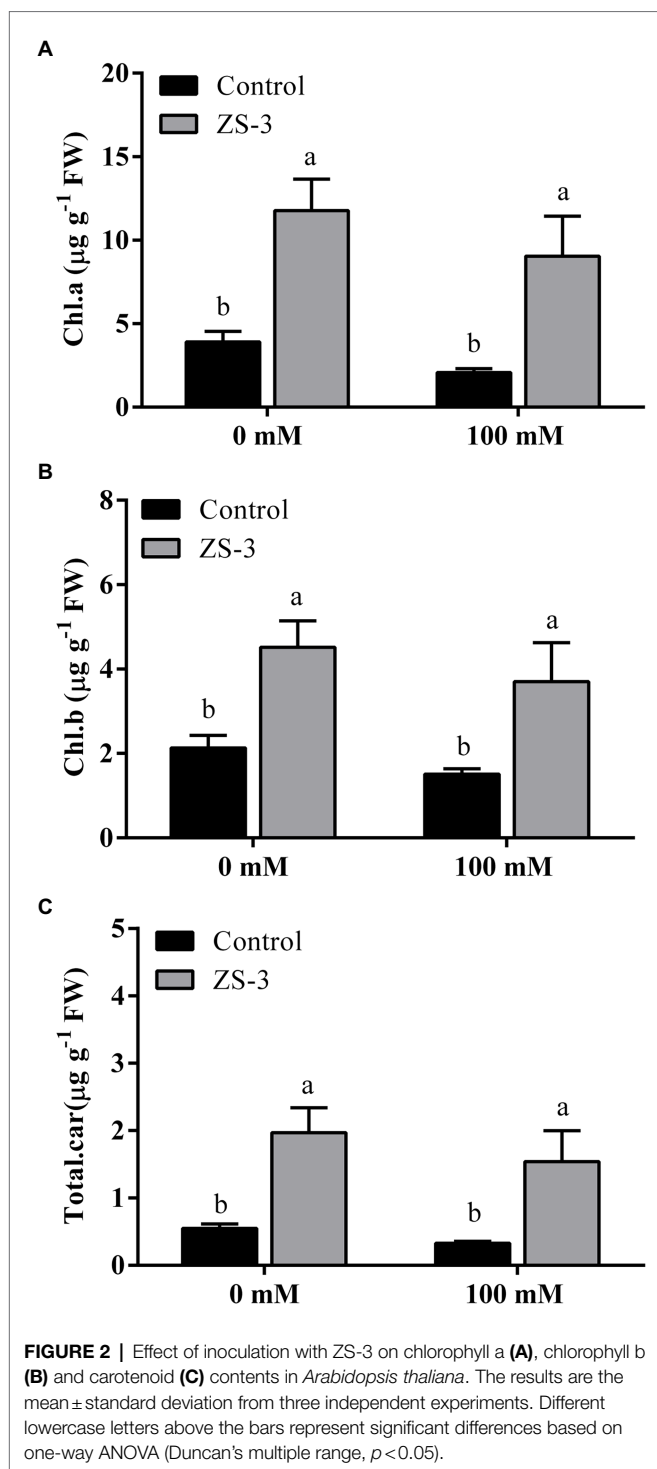 A
20
15
10
5
0
Chl.a (µg g-1 FW)
Control
ZS-3
b
a
b
a
0 mM
100 mM
B
8
6
4
2
0
Chl.b (µg g-1 FW)
Control
ZS-3
b
a
b
a
0 mM
100 mM
C
5
4
3
2
1
0
Total.car(µg g-1 FW)
Control
ZS-3
b
a
b
a
0 mM
100 mM
FIGURE 2 | Effect of inoculation with ZS-3 on chlorophyll a (A), chlorophyll b
(B) and carotenoid (C) contents in Arabidopsis thaliana. The results are the
mean ± standard deviation from three independent experiments. Different
lowercase letters above the bars represent significant differences based on
one-way ANOVA (Duncan's multiple range, p < 0.05).